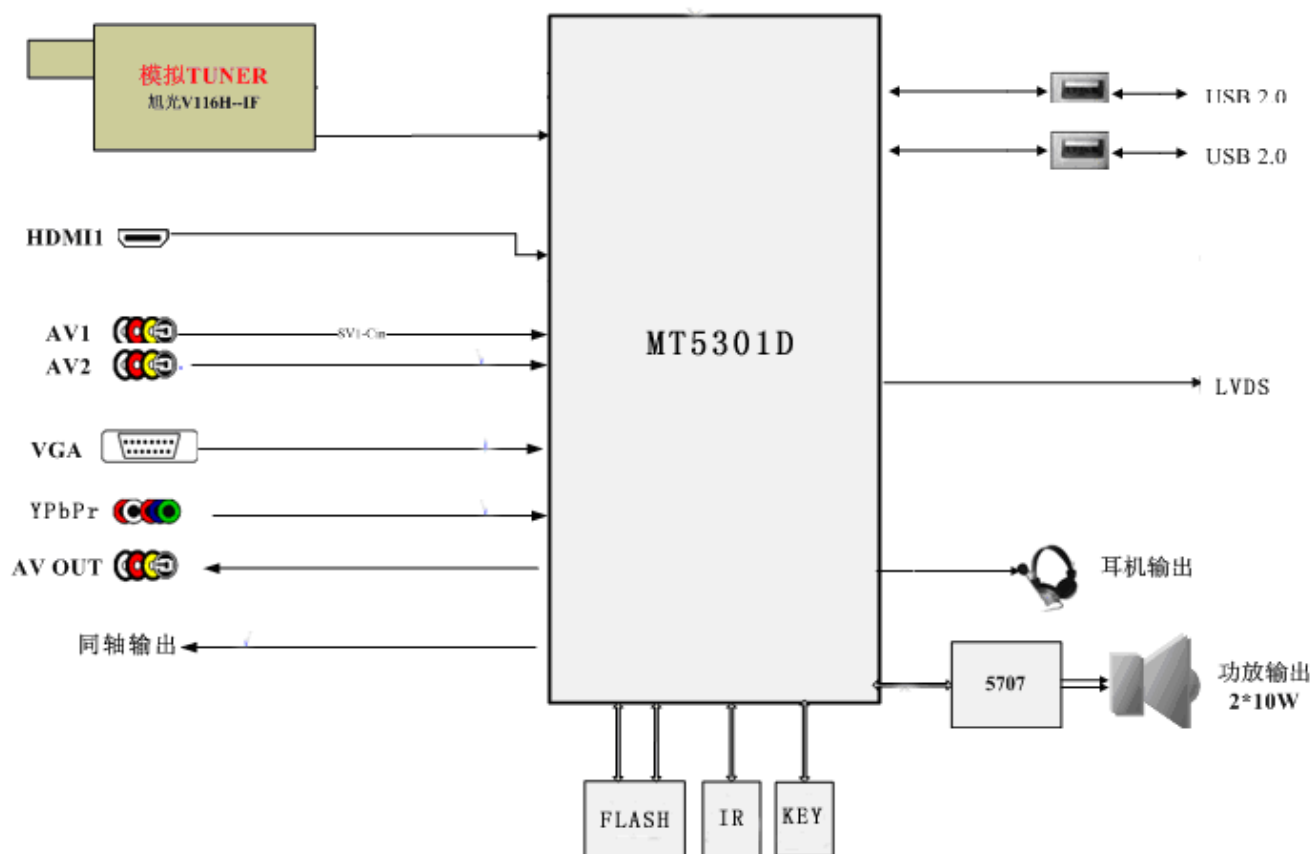 模拟TUNER
旭光V116H--IF
HDMI1
AV1
SV1-Cin
AV2
VGA
YPbPr
AV OUT
同轴输出
MT5301D
USB 2.0
USB 2.0
LVDS
耳机输出
5707
功放输出
2*10W
FLASH
IR
KEY